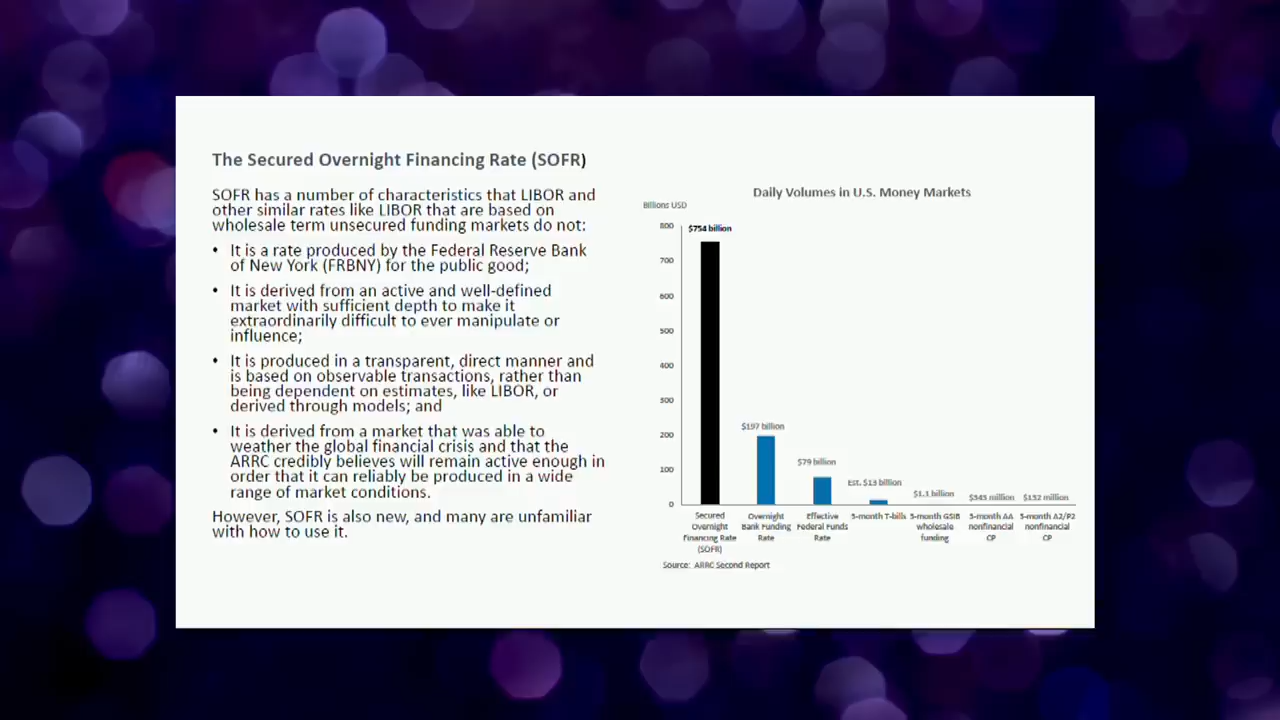 The Secured Overnight Financing Rate (SOFR)
SOFR has a number of characteristics that LIBOR and
other similar rates like LIBOR that are based on
wholesale term unsecured funding markets do not:
• It is a rate produced by the Federal Reserve Bank
of New York (FRBNY) for the public good;
• It is derived from an active and well-defined
market with sufficient depth to make it
extraordinarily difficult to ever manipulate or
influence;
• It is produced in a transparent, direct manner and
is based on observable transactions, rather than
being dependent on estimates, like LIBOR, or
derived through models; and
• It is derived from a market that was able to
weather the global financial crisis and that the
ARRC credibly believes will remain active enough in
order that it can reliably be produced in a wide
range of market conditions.
However, SOFR is also new, and many are unfamiliar
with how to use it.
Daily Volumes in U.S. Money Markets
Billions USD
800
700
600
500
400
300
200
100
0
$754 billion
$197 billion
$79 billion
Est. $13 billion
$1.1 billion
$345 million
$152 million
Secured
Overnight
Financing Rate
(SOFR)
Overnight
Bank Funding
Rate
Effective
Federal Funds
Rate
3-month T-bills
3-month GSIB
wholesale
funding
3-month AA
nonfinancial
CP
3-month A2/P2
nonfinancial
CP
Source: ARRC Second Report